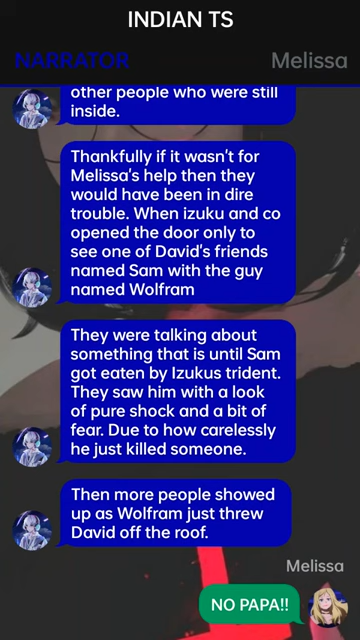 INDIAN TS
NARRATOR
Melissa
other people who were still
inside.
Thankfully if it wasn't for
Melissa's help then they
would have been in dire
trouble. When izuku and co
opened the door only to
see one of David's friends
named Sam with the guy
named Wolfram
They were talking about
something that is until Sam
got eaten by Izukus trident.
They saw him with a look
of pure shock and a bit of
fear. Due to how carelessly
he just killed someone.
Then more people showed
up as Wolfram just threw
David off the roof.
Melissa
NO PAPA!!